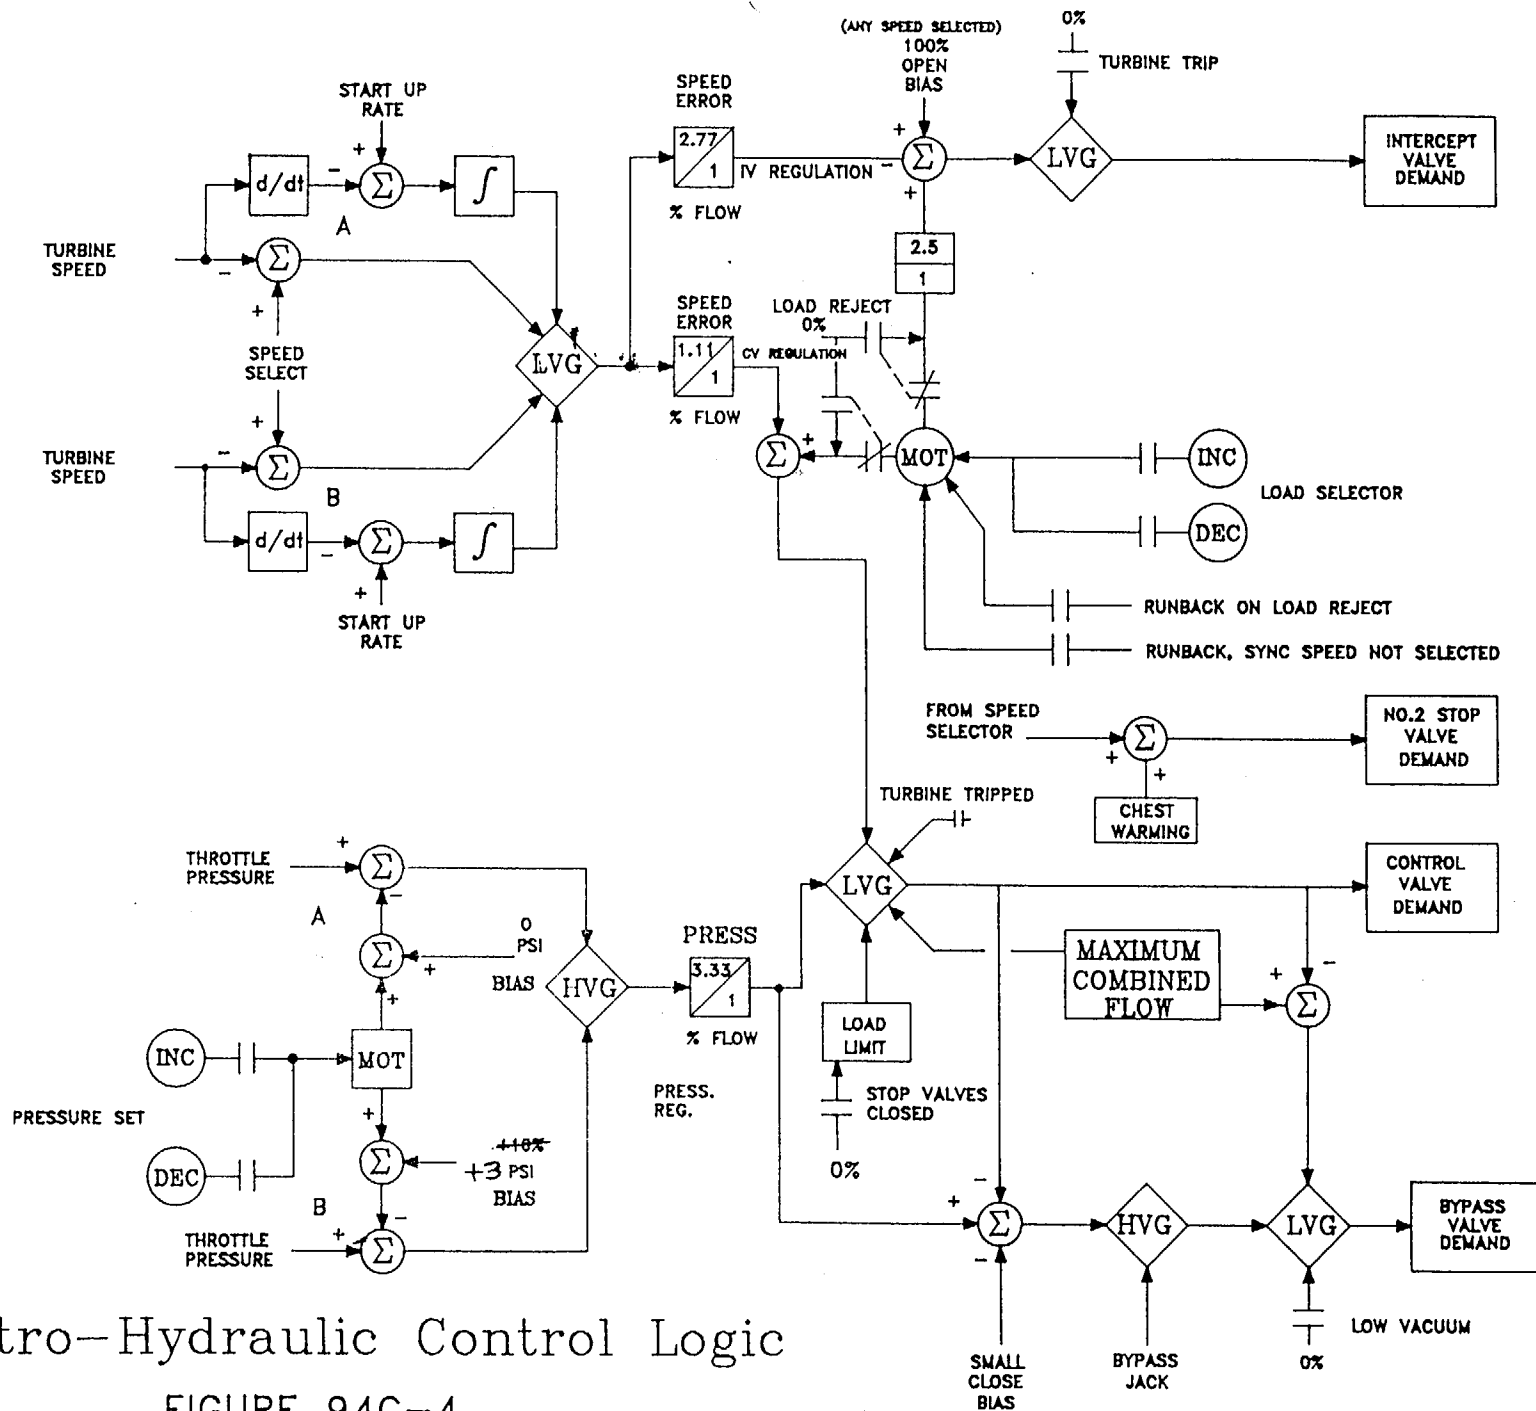 (ANY SPEED SELECTED)
100%
OPEN
BIAS
0%
TURBINE TRIP
START UP
RATE
SPEED
ERROR
2.77
1
IV REGULATION
% FLOW
+
-
+
Σ
LVG
INTERCEPT
VALVE
DEMAND
d/dt
-
+
Σ
∫
A
TURBINE
SPEED
-
Σ
+
SPEED
SELECT
+
TURBINE
SPEED
-
Σ
B
d/dt
-
Σ
+
∫
START UP
RATE
LVG
SPEED
ERROR
1.11
1
CV REGULATION
% FLOW
2.5
1
LOAD REJECT
0%
Σ
+
MOT
INC
DEC
LOAD SELECTOR
RUNBACK ON LOAD REJECT
RUNBACK, SYNC SPEED NOT SELECTED
FROM SPEED
SELECTOR
+
Σ
+
CHEST
WARMING
NO.2 STOP
VALVE
DEMAND
TURBINE TRIPPED
LVG
CONTROL
VALVE
DEMAND
THROTTLE
PRESSURE
+
Σ
-
A
Σ
+
0
PSI
BIAS
+
HVG
PRESS
3.33
1
% FLOW
PRESS.
REG.
LOAD
LIMIT
STOP VALVES
CLOSED
0%
MAXIMUM
COMBINED
FLOW
+
-
Σ
INC
MOT
PRESSURE SET
DEC
+
Σ
+10%
+3 PSI
BIAS
B
-
THROTTLE
PRESSURE
+
Σ
-
+
Σ
-
HVG
LVG
BYPASS
VALVE
DEMAND
SMALL
CLOSE
BIAS
BYPASS
JACK
LOW VACUUM
0%
tro-Hydraulic Control Logic
FIGURE 94C-4